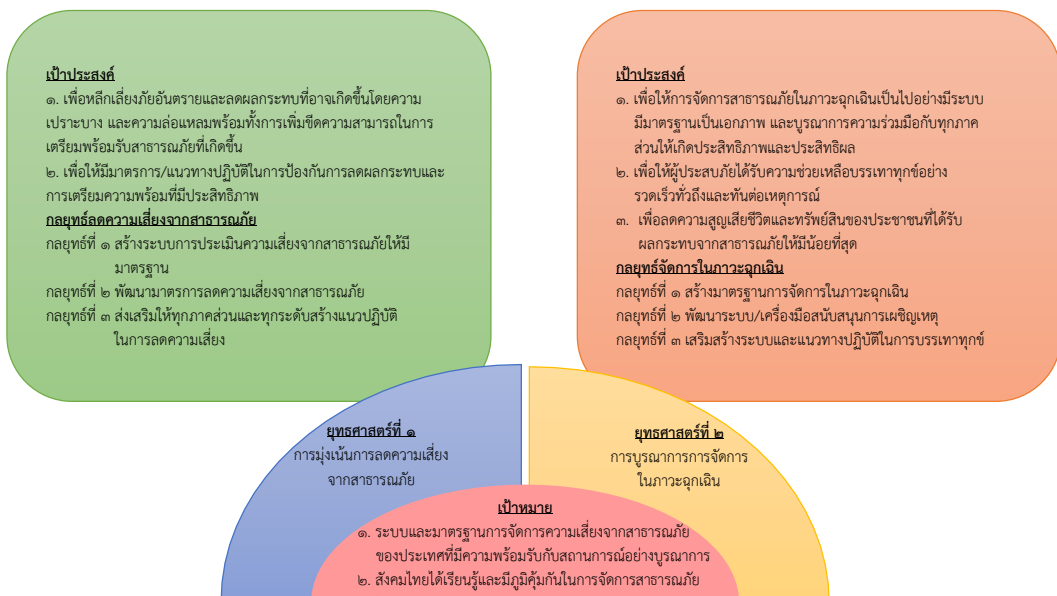 เป้าประสงค์
๑. เพื่อหลีกเลี่ยงภัยอันตรายและลดผลกระทบที่อาจเกิดขึ้นโดยความ
เปราะบาง และความล่อแหลมพร้อมทั้งการเพิ่มขีดความสามารถในการ
เตรียมพร้อมรับสาธารณภัยที่เกิดขึ้น
๒. เพื่อให้มีมาตรการ/แนวทางปฏิบัติในการป้องกันการลดผลกระทบและ
การเตรียมความพร้อมที่มีประสิทธิภาพ
กลยุทธ์ลดความเสี่ยงจากสาธารณภัย
กลยุทธ์ที่ ๑ สร้างระบบการประเมินความเสี่ยงจากสาธารณภัยให้มี
มาตรฐาน
กลยุทธ์ที่ ๒ พัฒนามาตรการลดความเสี่ยงจากสาธารณภัย
กลยุทธ์ที่ ๓ ส่งเสริมให้ทุกภาคส่วนและทุกระดับสร้างแนวปฏิบัติ
ในการลดความเสี่ยง
เป้าประสงค์
๑. เพื่อให้การจัดการสาธารณภัยในภาวะฉุกเฉินเป็นไปอย่างมีระบบ
มีมาตรฐานเป็นเอกภาพ และบูรณาการความร่วมมือกับทุกภาค
ส่วนให้เกิดประสิทธิภาพและประสิทธิผล
๒. เพื่อให้ผู้ประสบภัยได้รับความช่วยเหลือบรรเทาทุกข์อย่าง
รวดเร็วทั่วถึงและทันต่อเหตุการณ์
๓. เพื่อลดความสูญเสียชีวิตและทรัพย์สินของประชาชนที่ได้รับ
ผลกระทบจากสาธารณภัยให้มีน้อยที่สุด
กลยุทธ์จัดการในภาวะฉุกเฉิน
กลยุทธ์ที่ ๑ สร้างมาตรฐานการจัดการในภาวะฉุกเฉิน
กลยุทธ์ที่ ๒ พัฒนาระบบ/เครื่องมือสนับสนุนการเผชิญเหตุ
กลยุทธ์ที่ ๓ เสริมสร้างระบบและแนวทางปฏิบัติในการบรรเทาทุกข์
ยุทธศาสตร์ที่ ๑
การมุ่งเน้นการลดความเสี่ยง
จากสาธารณภัย
ยุทธศาสตร์ที่ ๒
การบูรณาการการจัดการ
ในภาวะฉุกเฉิน
เป้าหมาย
๑. ระบบและมาตรฐานการจัดการความเสี่ยงจากสาธารณภัย
ของประเทศที่มีความพร้อมรับกับสถานการณ์อย่างบูรณาการ
๒. สังคมไทยได้เรียนรู้และมีภูมิคุ้มกันในการจัดการสาธารณภัย